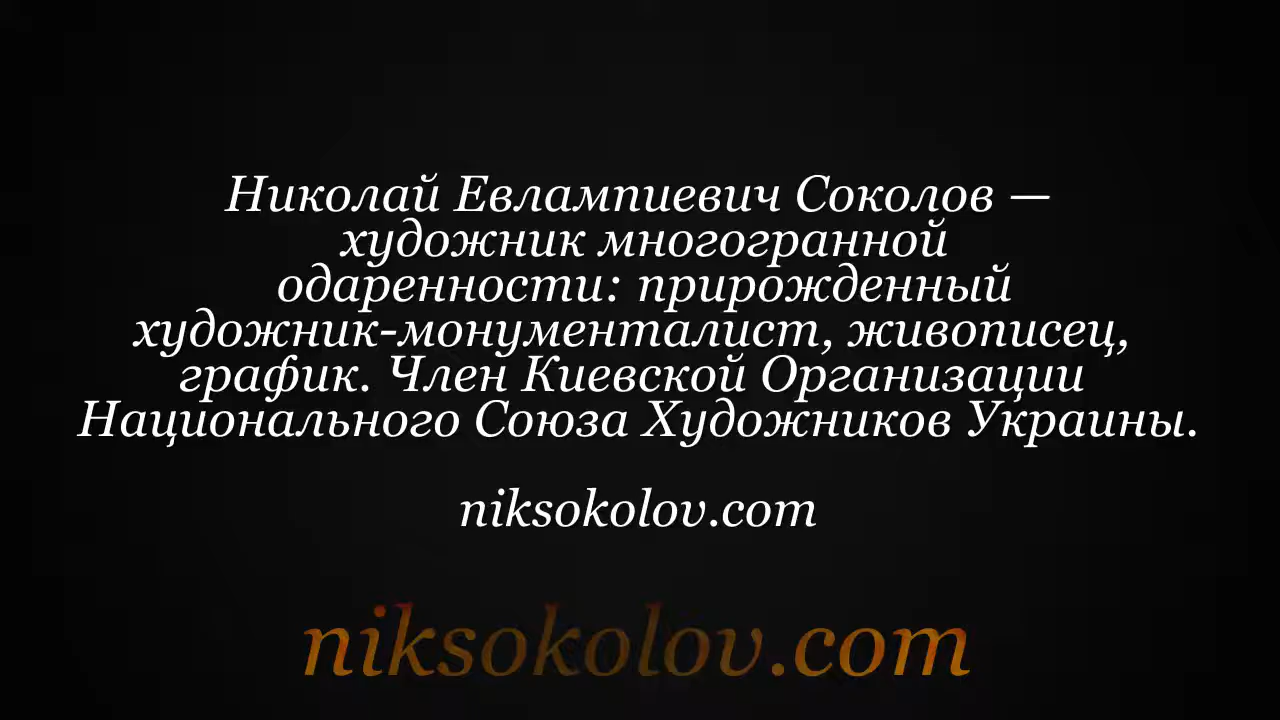 Николай Евлампиевич Соколов —
художник многогранной
одаренности: прирожденный
художник-монументалист, живописец,
график. Член Киевской Организации
Национального Союза Художников Украины.
niksokolov.com
niksokolov.com